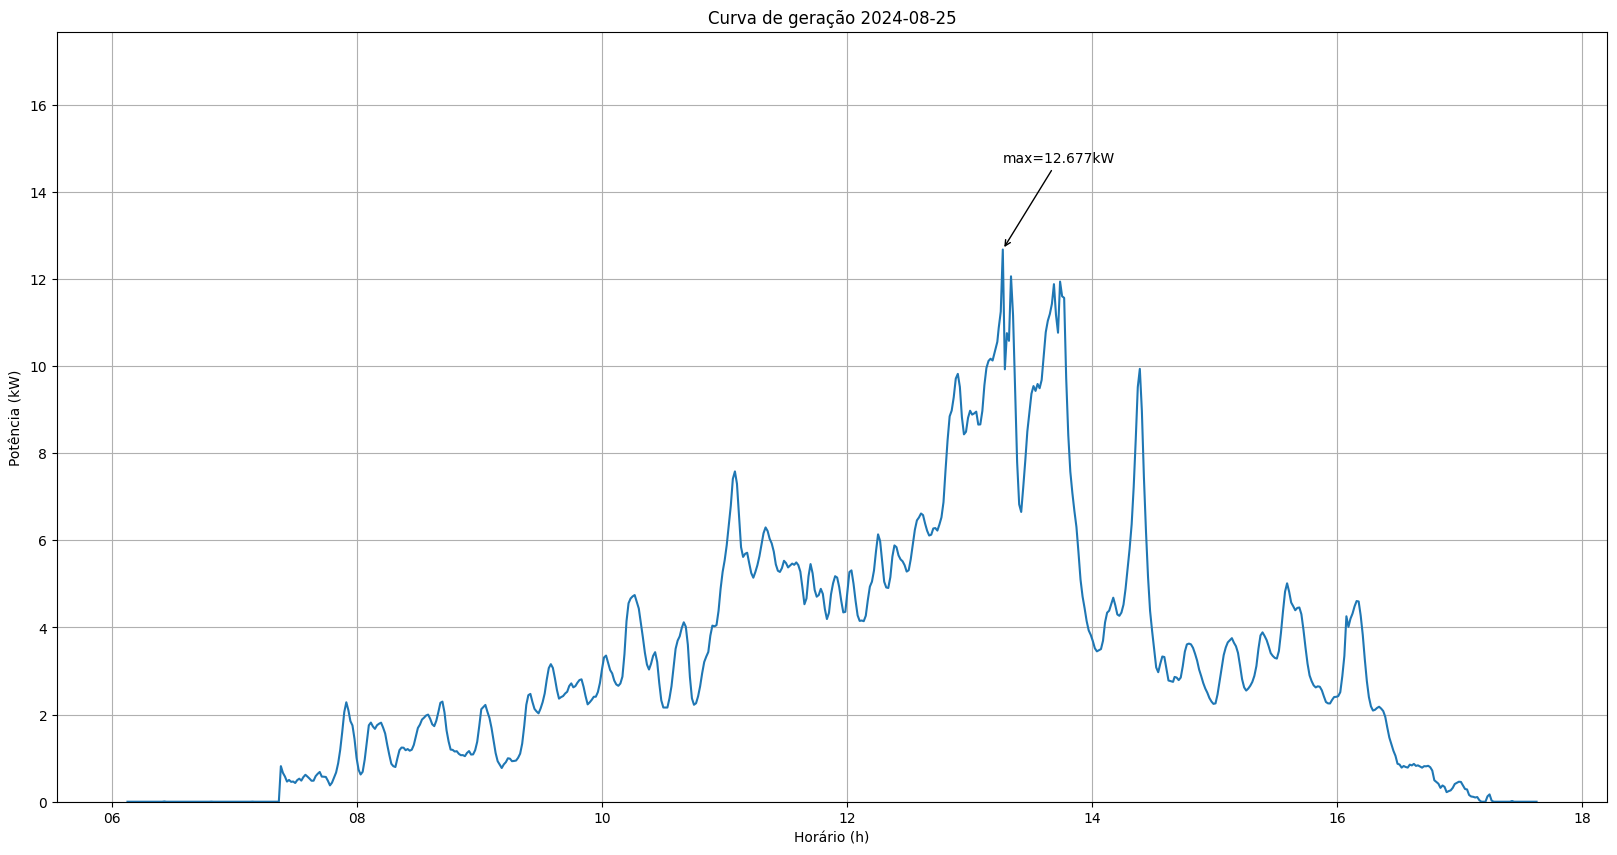 Curva de geração 2024-08-25
16
max=12.677kW
14
12
10
Potência (kW)
8
6
4
2
0
06 08 10 12 14 16 18
Horário (h)